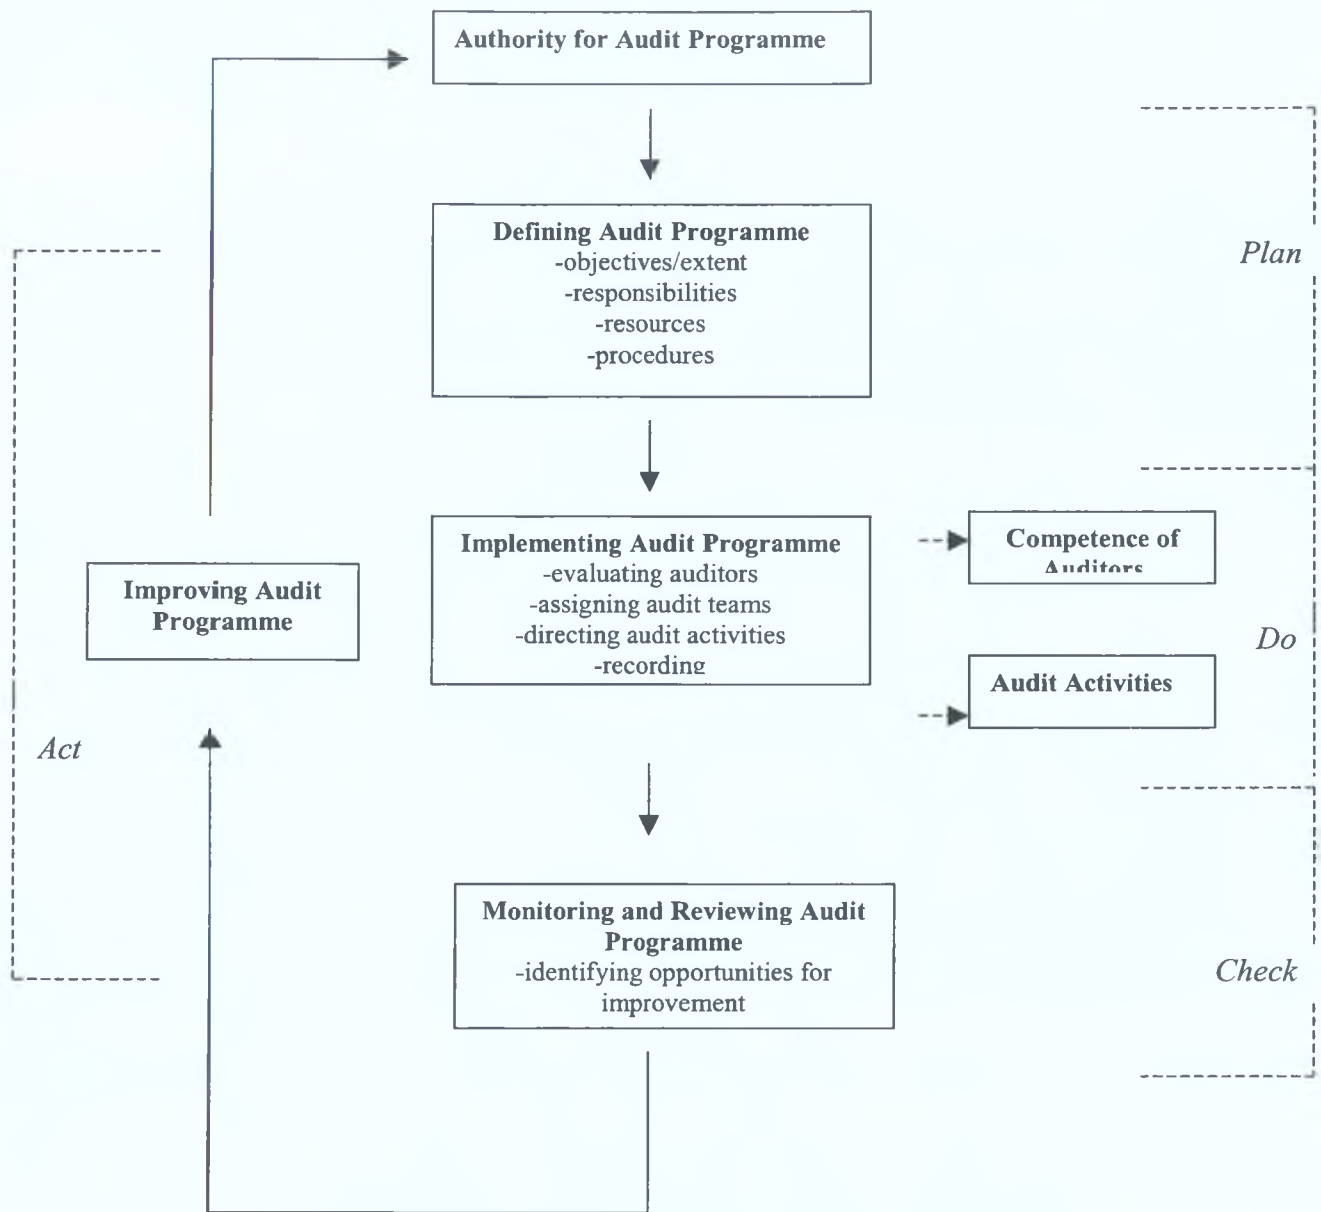 Authority for Audit Programme
Defining Audit Programme
-objectives/extent
-responsibilities
-resources
-procedures
Plan
Implementing Audit Programme
-evaluating auditors
-assigning audit teams
-directing audit activities
-recording
Competence of
Auditors
Audit Activities
Do
Improving Audit
Programme
Act
Monitoring and Reviewing Audit
Programme
-identifying opportunities for
improvement
Check